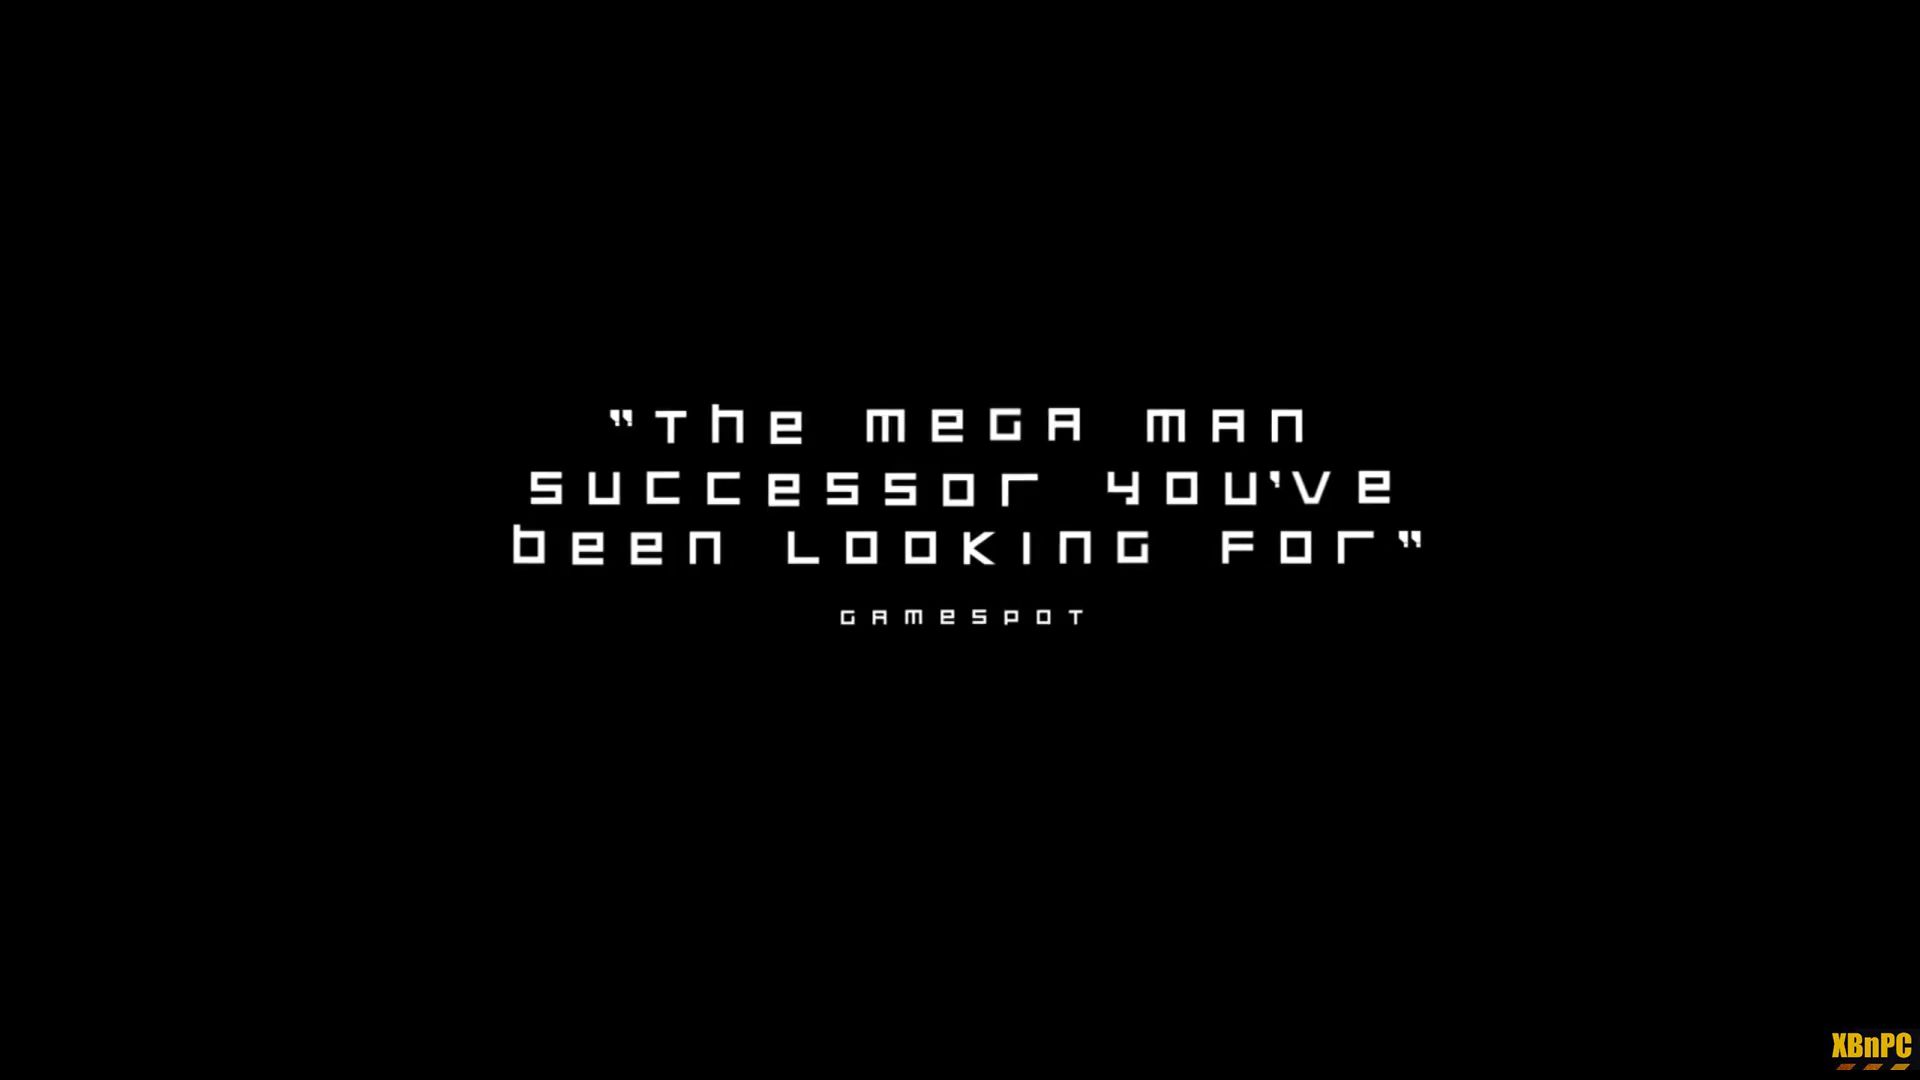 "The MEGA MAN
SUCCESSOR YOU'VE
been LOOKING FOR"
GAMESPOT
XBnPC